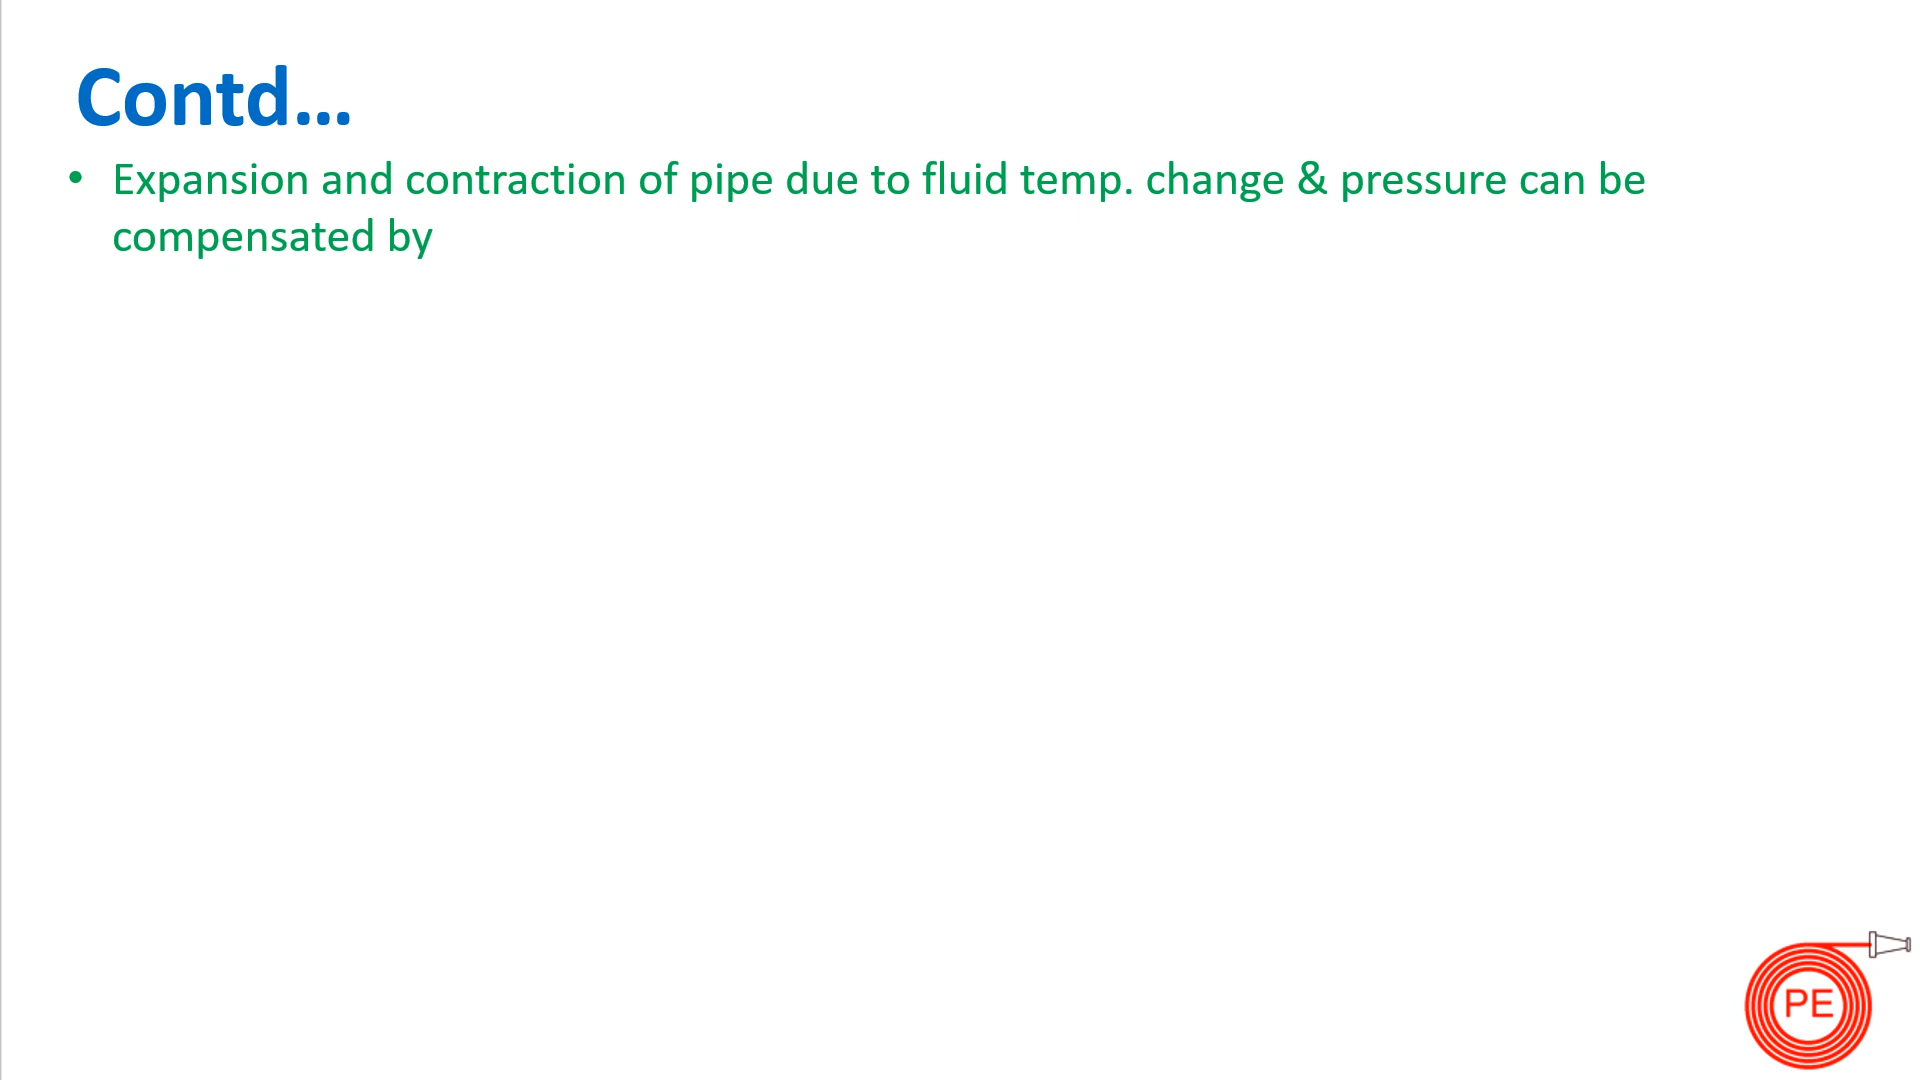 Contd...
• Expansion and contraction of pipe due to fluid temp. change & pressure can be
compensated by
PE